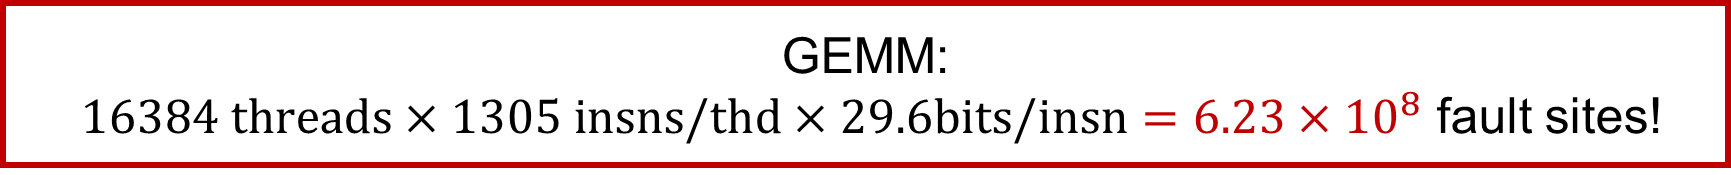 GEMM:
16384 threads × 1305 insns/thd × 29.6bits/insn = 6.23 × 10⁸ fault sites!